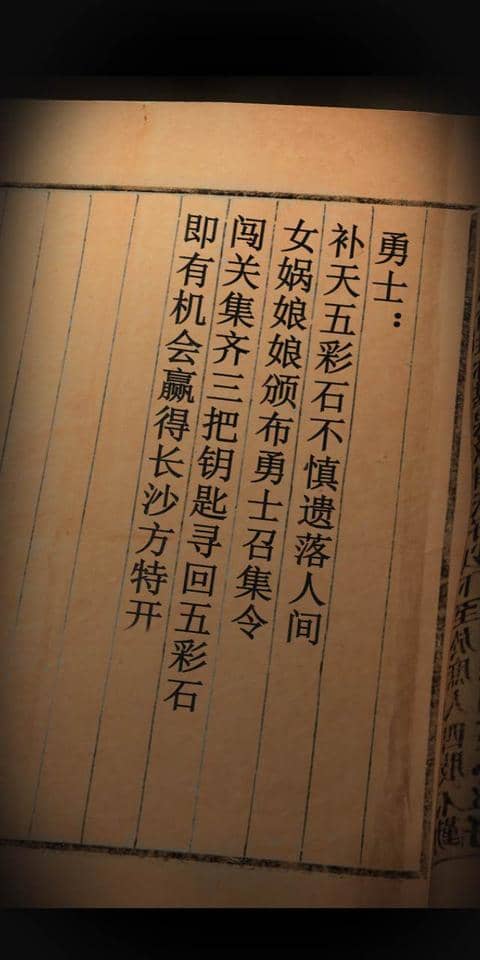 勇士：
补天五彩石不慎遗落人间
女娲娘娘颁布勇士召集令
闯关集齐三把钥匙寻回五彩石
即有机会赢得长沙方特开